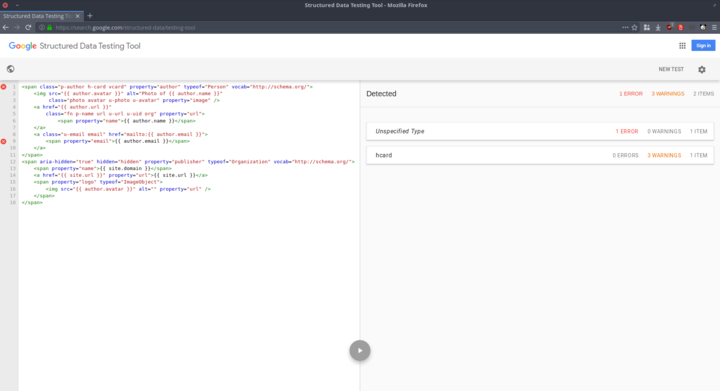 Structured Data Testing Tool - Mozilla Firefox
Structured Data Testing To
https://search.google.com/structured-data/testing-tool
Google Structured Data Testing Tool
Sign in
NEW TEST
1 <span class="p-author h-card vcard" property="author" typeof="Person" vocab="http://schema.org/">
2 <img src="{{ author.avatar }}" alt="Photo of {{ author.name }}"
3 class="photo avatar u-photo u-avatar" property="image" />
4 <a href="{{ author.url }}"
5 class="fn p-name url u-url u-uid org" property="url">
6 <span property="name">{{ author.name }}</span>
7 </a>
8 <a class="u-email email" href="mailto:{{ author.email }}">
9 <span property="email">{{ author.email }}</span>
10 </a>
11 </span>
12 <span aria-hidden="true" hidden="hidden" property="publisher" typeof="Organization" vocab="http://schema.org/">
13 <span property="name">{{ site.domain }}</span>
14 <a href="{{ site.url }}" property="url">{{ site.url }}</a>
15 <span property="logo" typeof="ImageObject">
16 <img src="{{ author.avatar }}" alt="" property="url" />
17 </span>
18 </span>
Detected
1 ERROR 3 WARNINGS 2 ITEMS
Unspecified Type 1 ERROR 0 WARNINGS 1 ITEM
hcard 0 ERRORS 3 WARNINGS 1 ITEM